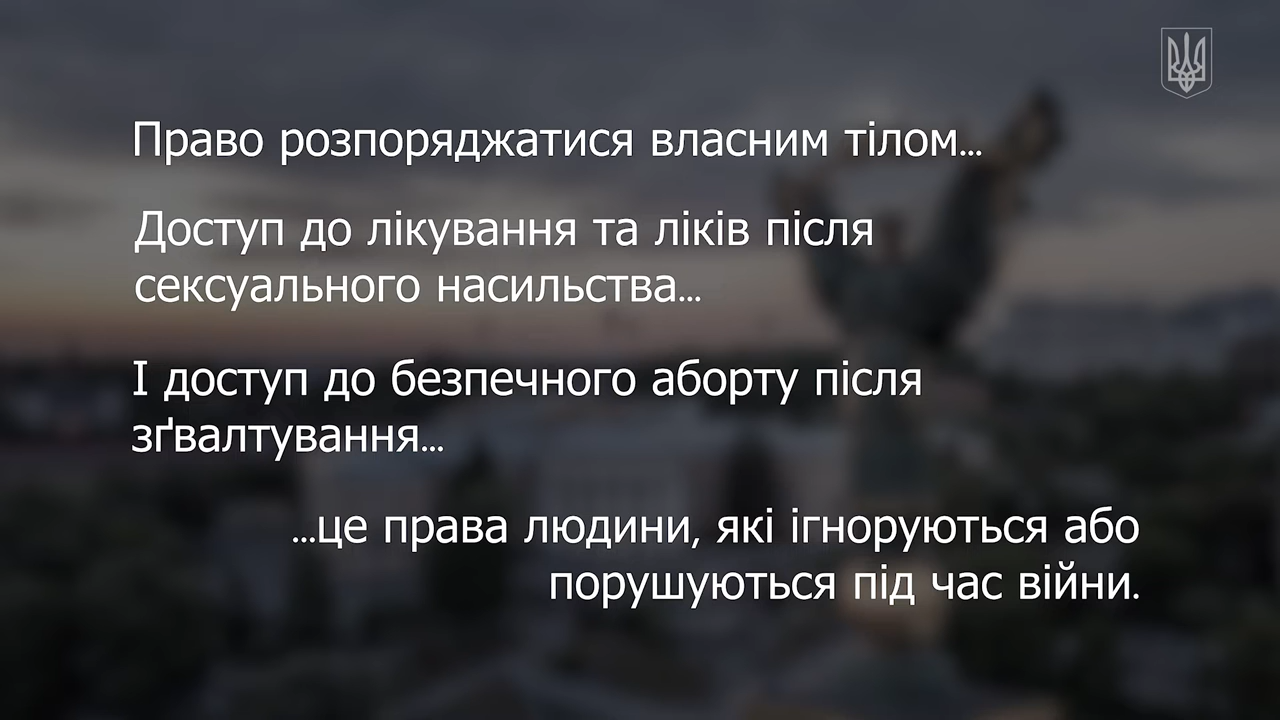 Право розпоряджатися власним тілом...
Доступ до лікування та ліків після
сексуального насильства...
І доступ до безпечного аборту після
зґвалтування...
...це права людини, які ігноруються або
порушуються під час війни.